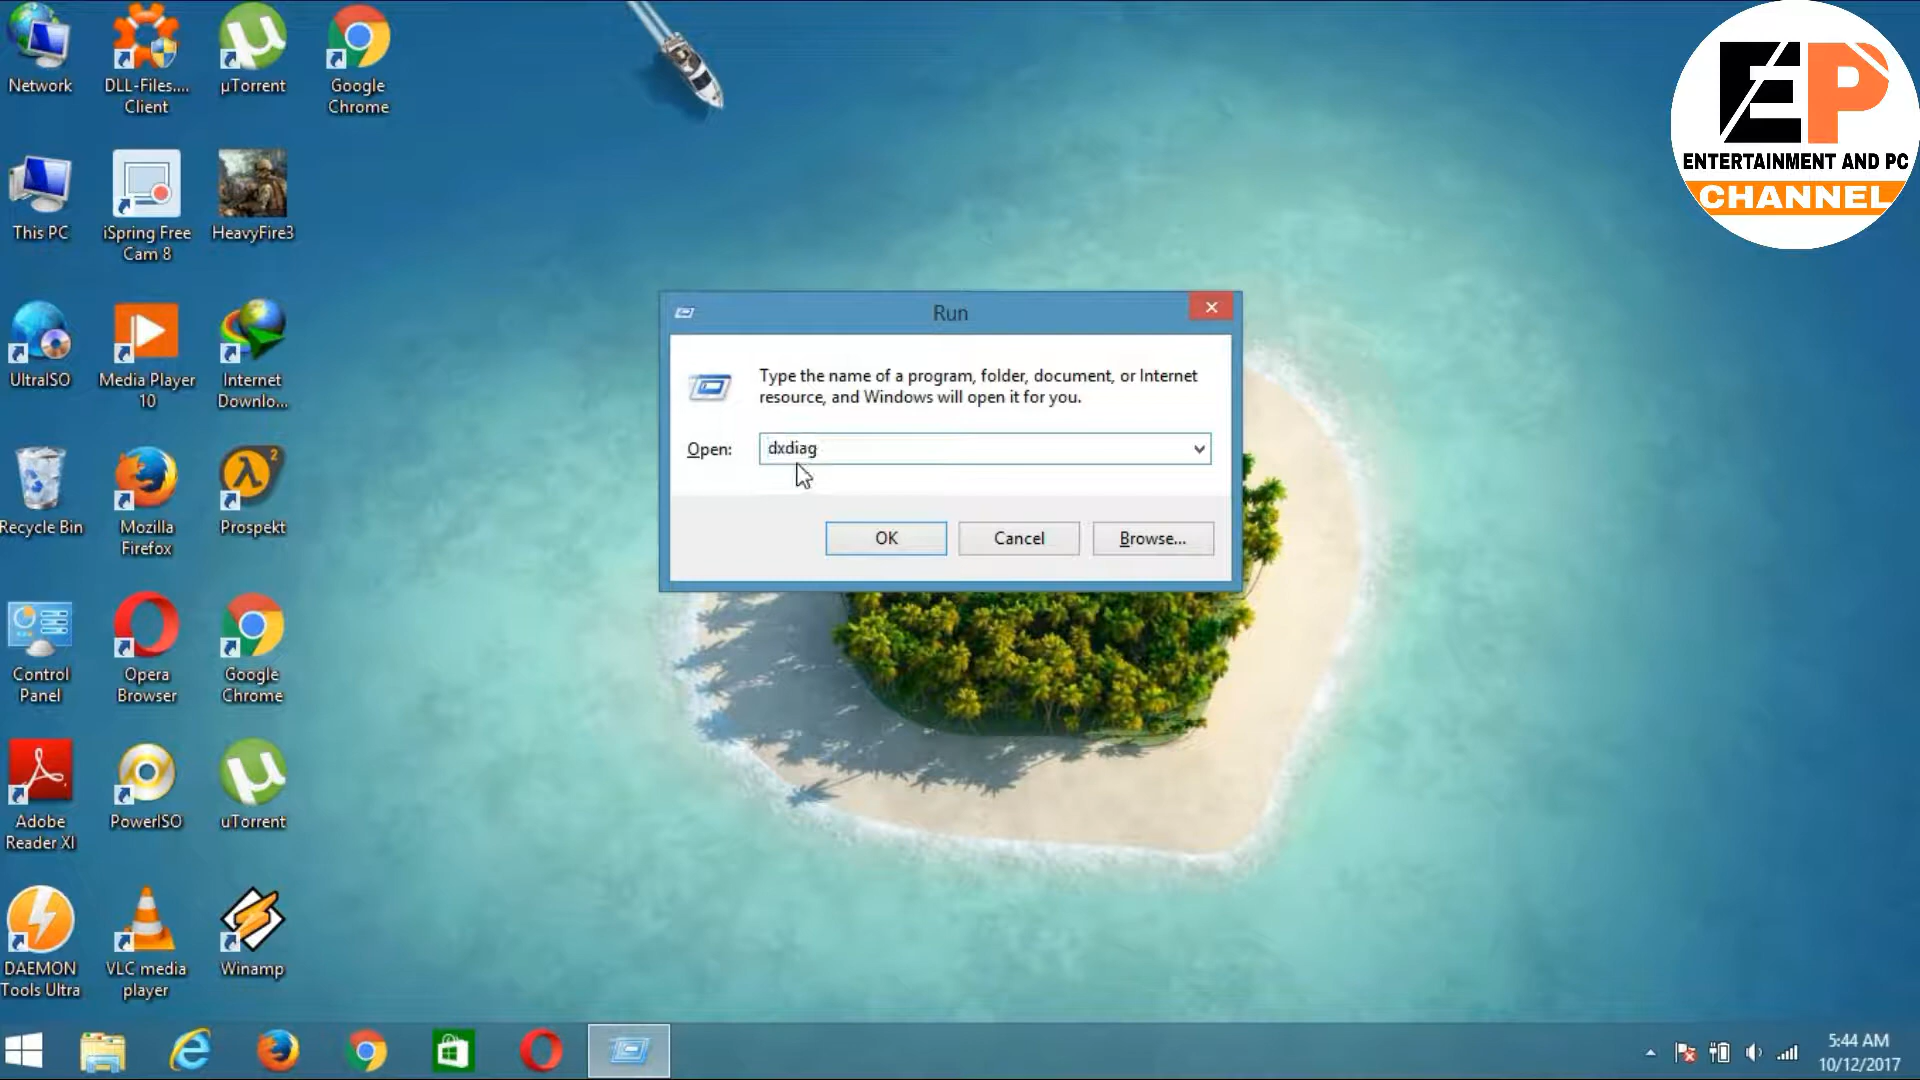 Network
DLL-Files....
Client
µTorrent
Google
Chrome
EP
ENTERTAINMENT AND PC
CHANNEL
This PC
iSpring Free
Cam 8
HeavyFire3
Run
Type the name of a program, folder, document, or Internet
resource, and Windows will open it for you.
Open: dxdiag
OK Cancel Browse...
UltraISO
Media Player
10
Internet
Downlo...
Recycle Bin
Mozilla
Firefox
2
Prospekt
Control
Panel
Opera
Browser
Google
Chrome
Adobe
Reader XI
PowerISO
uTorrent
DAEMON
Tools Ultra
VLC media
player
Winamp
5:44 AM
10/12/2017